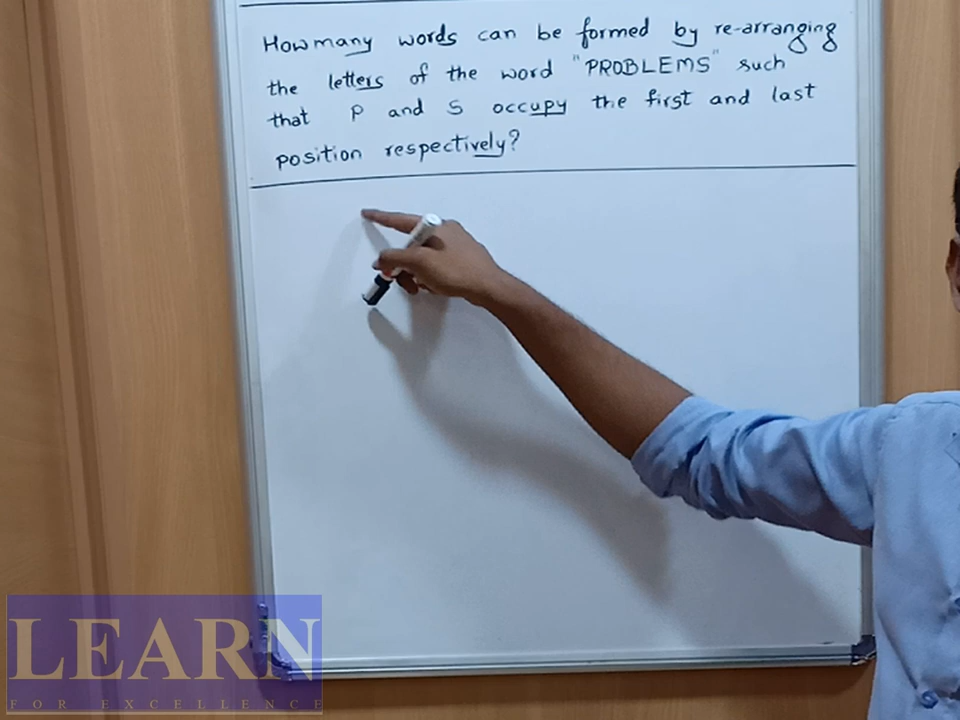 How many words can be formed by re-arranging
the letters of the word "PROBLEMS" such
that P and S occupy the first and last
position respectively?
LEARN
FOR EXCELLENCE